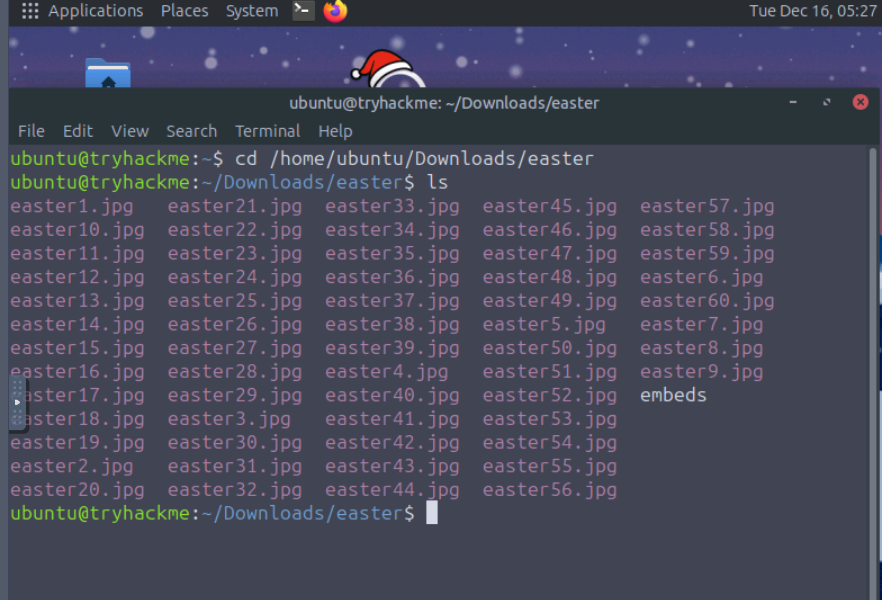 Applications Places System Tue Dec 16, 05:27
ubuntu@tryhackme: ~/Downloads/easter
File Edit View Search Terminal Help
ubuntu@tryhackme:~$ cd /home/ubuntu/Downloads/easter
ubuntu@tryhackme:~/Downloads/easter$ ls
easter1.jpg easter21.jpg easter33.jpg easter45.jpg easter57.jpg
easter10.jpg easter22.jpg easter34.jpg easter46.jpg easter58.jpg
easter11.jpg easter23.jpg easter35.jpg easter47.jpg easter59.jpg
easter12.jpg easter24.jpg easter36.jpg easter48.jpg easter6.jpg
easter13.jpg easter25.jpg easter37.jpg easter49.jpg easter60.jpg
easter14.jpg easter26.jpg easter38.jpg easter5.jpg easter7.jpg
easter15.jpg easter27.jpg easter39.jpg easter50.jpg easter8.jpg
easter16.jpg easter28.jpg easter4.jpg easter51.jpg easter9.jpg
easter17.jpg easter29.jpg easter40.jpg easter52.jpg embeds
easter18.jpg easter3.jpg easter41.jpg easter53.jpg
easter19.jpg easter30.jpg easter42.jpg easter54.jpg
easter2.jpg easter31.jpg easter43.jpg easter55.jpg
easter20.jpg easter32.jpg easter44.jpg easter56.jpg
ubuntu@tryhackme:~/Downloads/easter$